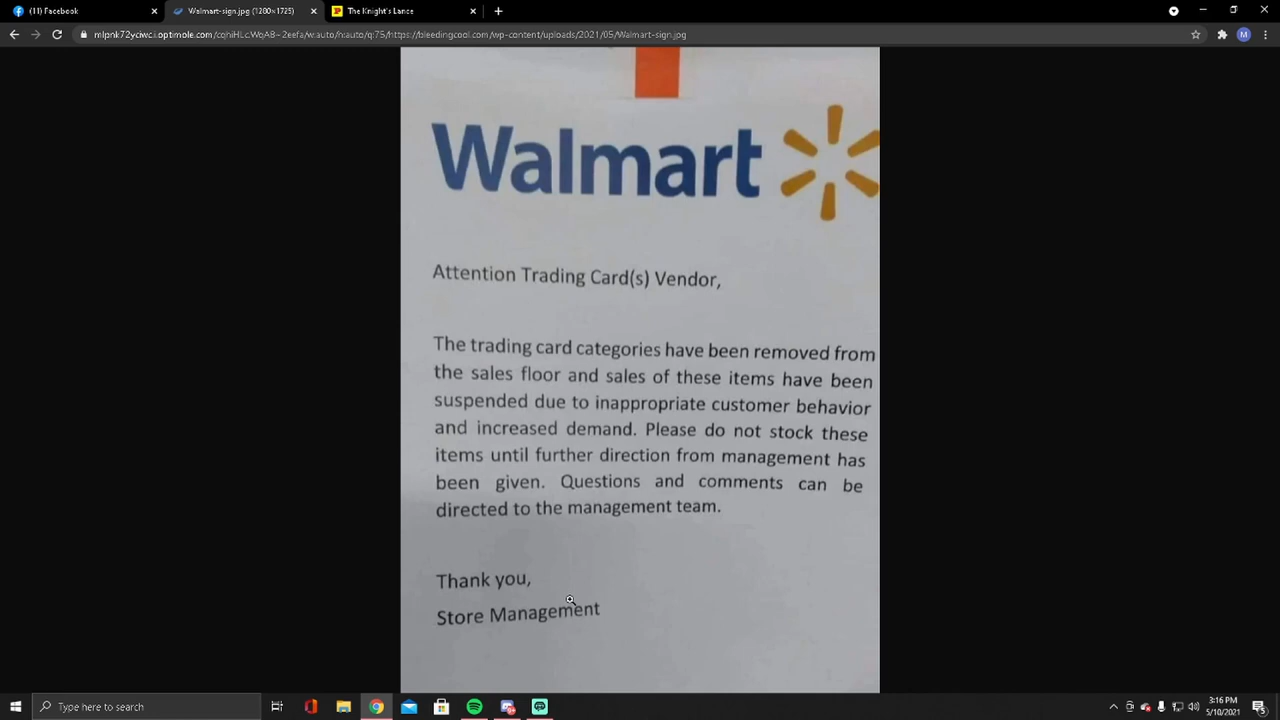 (11) Facebook
Walmart-sign.jpg (1200×1725)
The Knight's Lance
Walmart
Attention Trading Card(s) Vendor,
The trading card categories have been removed from
the sales floor and sales of these items have been
suspended due to inappropriate customer behavior
and increased demand. Please do not stock these
items until further direction from management has
been given. Questions and comments can be
directed to the management team.
Thank you,
Store Management
Type here to search
3:16 PM
5/10/2021